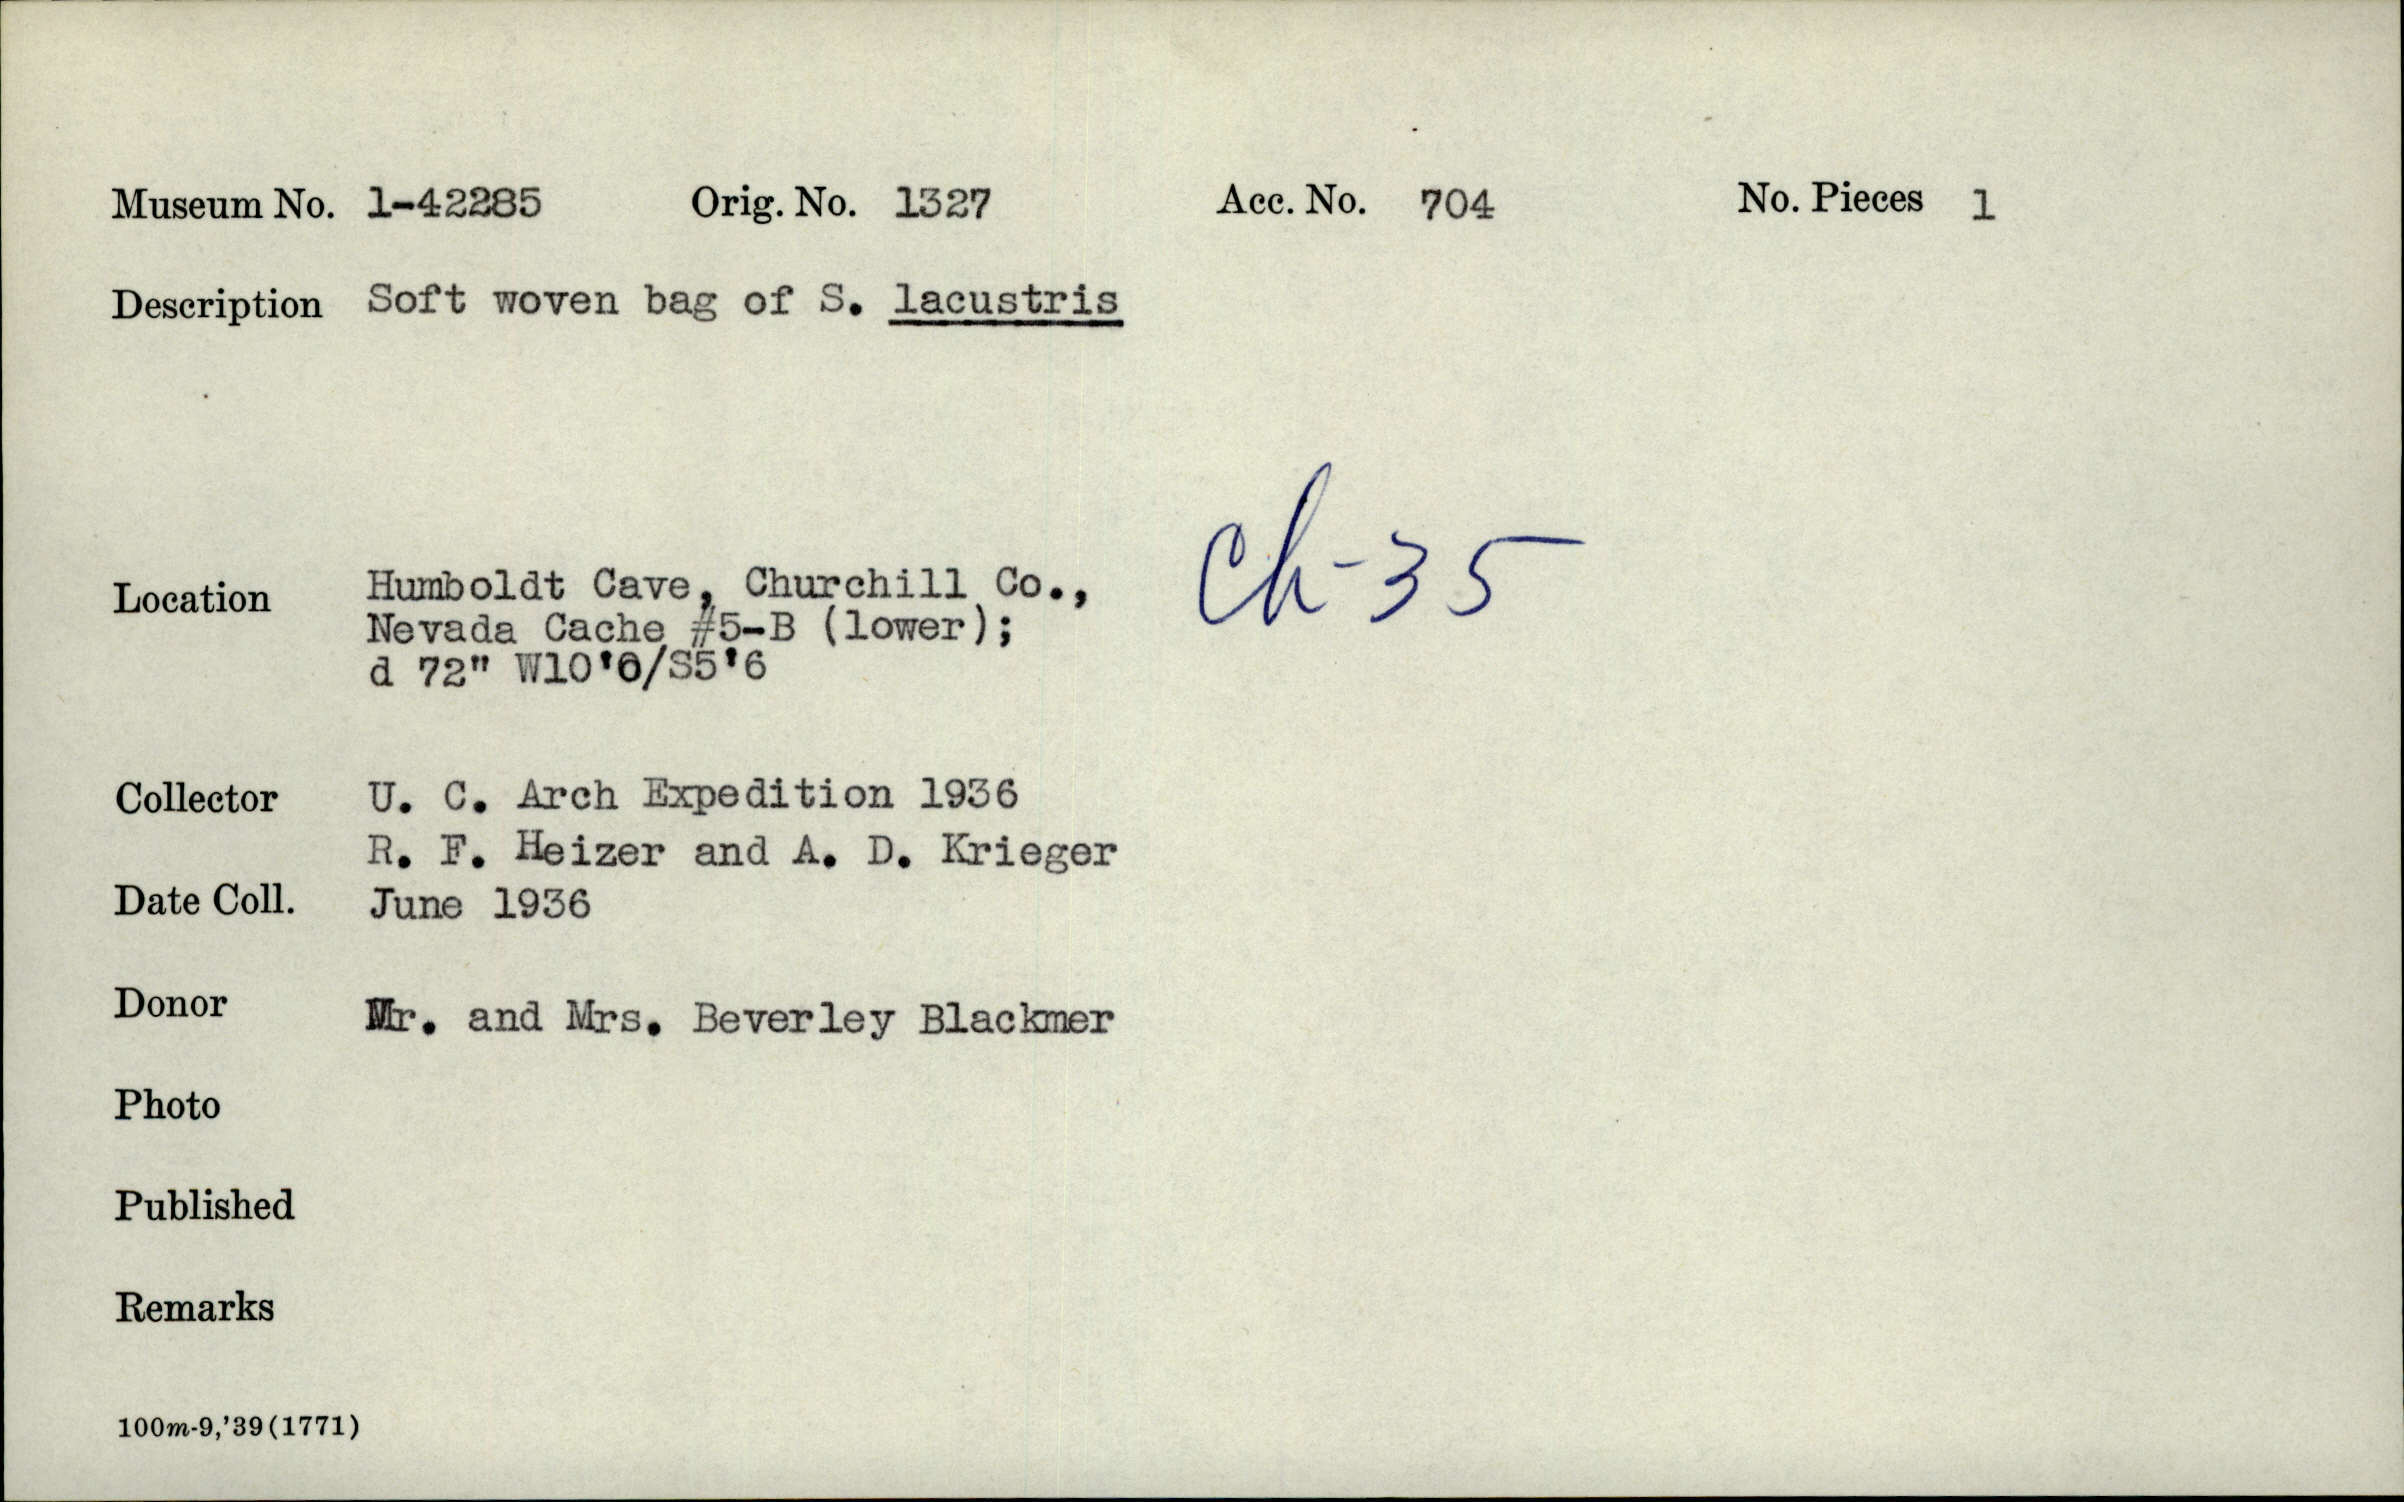 Museum No. 1-42285 Orig. No. 1327 Acc. No. 704 No. Pieces 1
Description Soft woven bag of S. lacustris
Ch-35
Location Humboldt Cave, Churchill Co.,
Nevada Cache #5-B (lower);
d 72" W10'6/S5'6
Collector U. C. Arch Expedition 1936
R. F. Heizer and A. D. Krieger
Date Coll. June 1936
Donor Mr. and Mrs. Beverley Blackmer
Photo
Published
Remarks
100m-9,'39(1771)